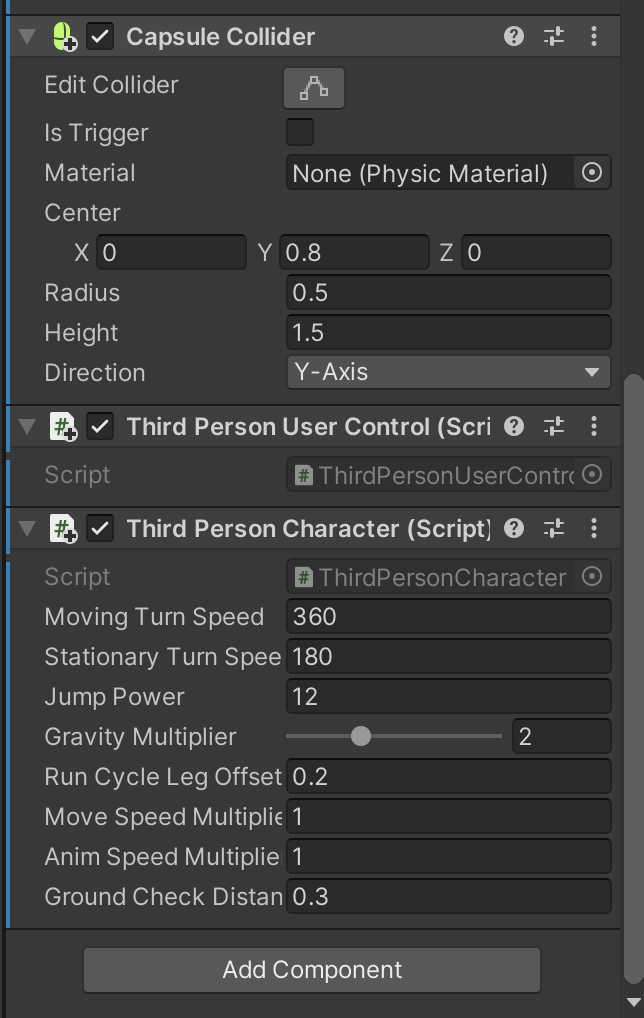 Capsule Collider
Edit Collider
Is Trigger
Material None (Physic Material)
Center
X 0 Y 0.8 Z 0
Radius 0.5
Height 1.5
Direction Y-Axis
# Third Person User Control (Scri
Script # ThirdPersonUserContro
# Third Person Character (Script)
Script # ThirdPersonCharacter
Moving Turn Speed 360
Stationary Turn Spee 180
Jump Power 12
Gravity Multiplier 2
Run Cycle Leg Offset 0.2
Move Speed Multiplie 1
Anim Speed Multiplie 1
Ground Check Distan 0.3
Add Component